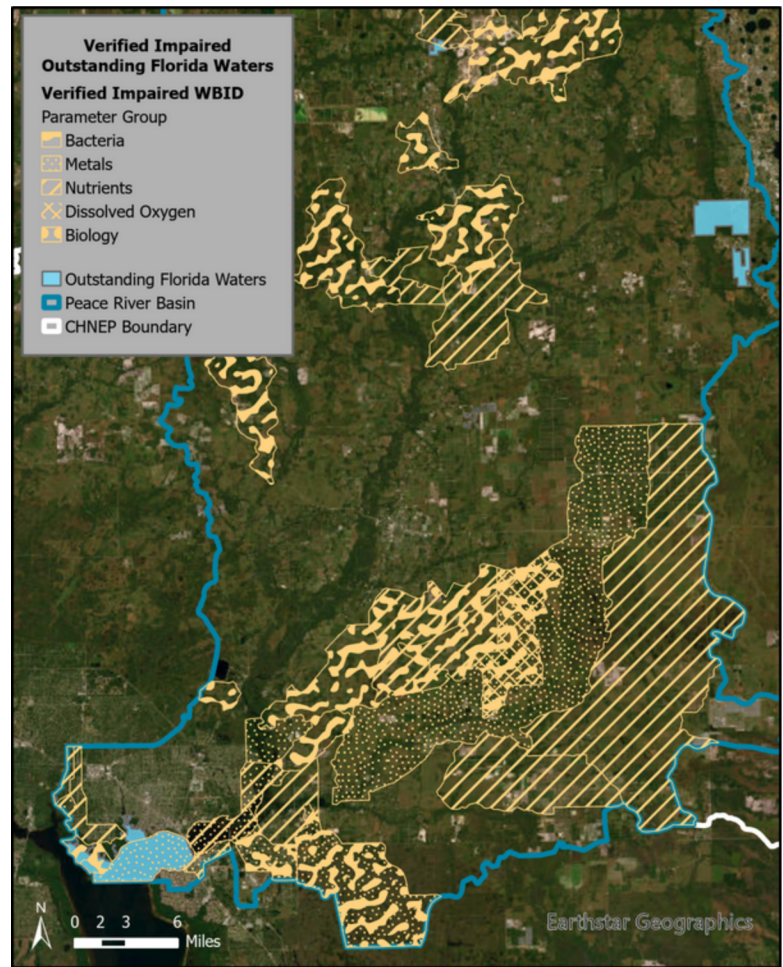 Verified Impaired
Outstanding Florida Waters
Verified Impaired WBID
Parameter Group
Bacteria
Metals
Nutrients
Dissolved Oxygen
Biology
Outstanding Florida Waters
Peace River Basin
CHNEP Boundary
N
0 2 3 6
Miles
Earthstar Geographics